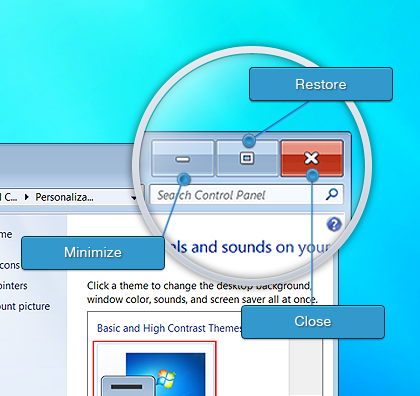 Restore
Search Control Panel
l C... Personaliza...
als and sounds on your
me
Minimize
cons
Click a theme to change the desktop background,
ointers
window color, sounds, and screen saver all at once.
ount picture
Close
Basic and High Contrast Themes